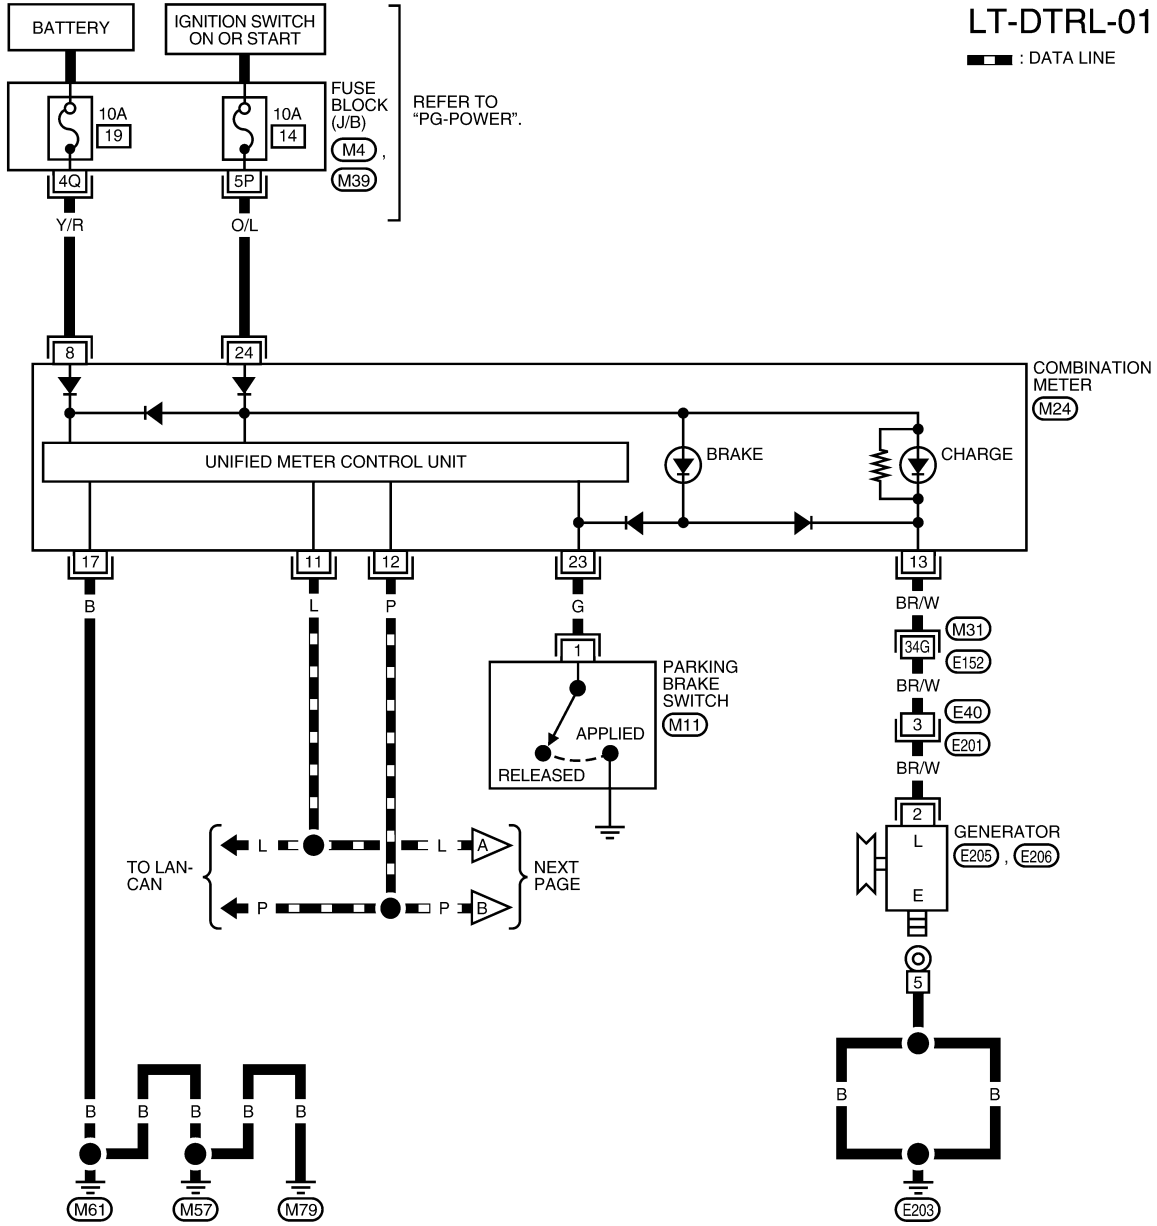 LT-DTRL-01
: DATA LINE
BATTERY
IGNITION SWITCH
ON OR START
10A
19
10A
14
FUSE
BLOCK
(J/B)
M4 ,
M39
REFER TO
"PG-POWER".
4Q
5P
Y/R
O/L
8
24
COMBINATION
METER
M24
UNIFIED METER CONTROL UNIT
BRAKE
CHARGE
17
11
12
23
13
B
L
P
G
BR/W
M31
34G
E152
BR/W
E40
3
E201
BR/W
1
PARKING
BRAKE
SWITCH
M11
APPLIED
RELEASED
2
L
E
GENERATOR
E205 , E206
TO LAN-
CAN
L
L
A
P
P
B
NEXT
PAGE
5
B
B
B
B
B
B
B
M61
M57
M79
E203